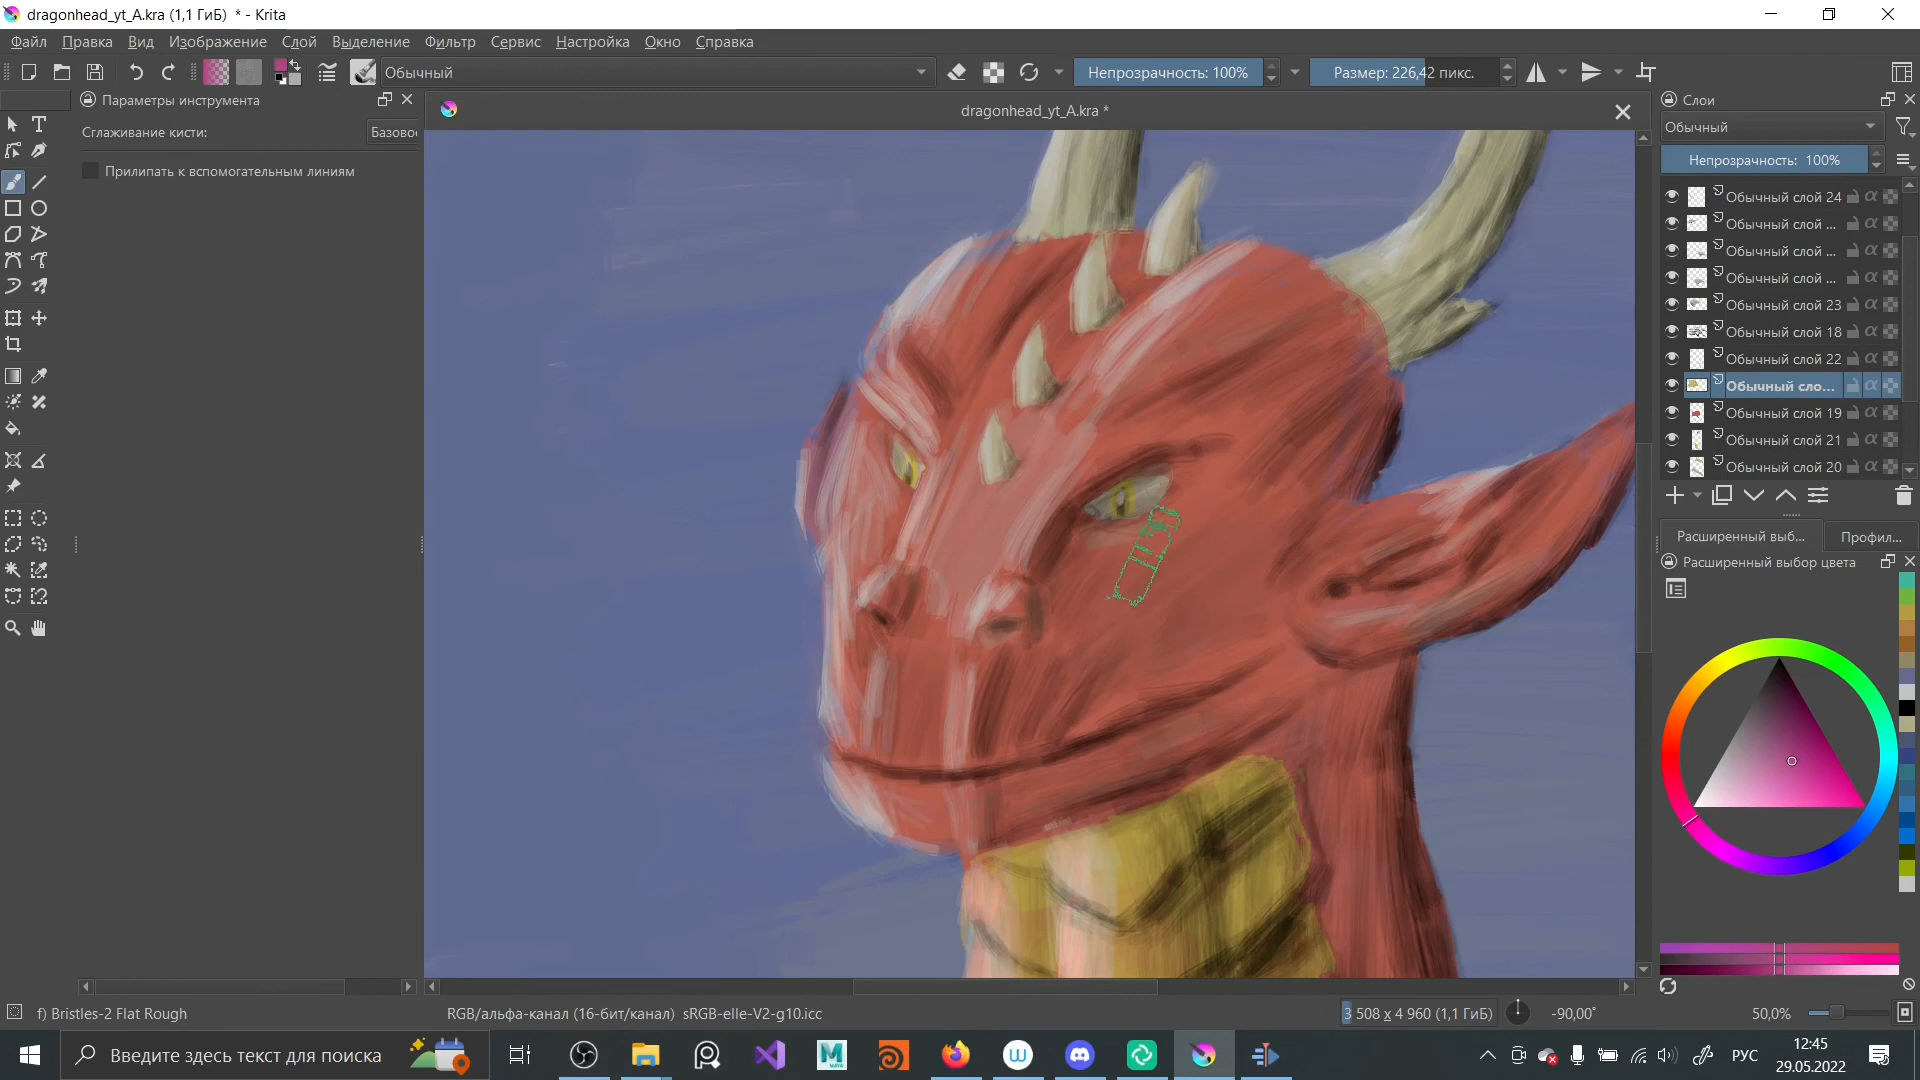 dragonhead_yt_A.kra (1,1 ГиБ) * - Krita
Файл Правка Вид Изображение Слой Выделение Фильтр Сервис Настройка Окно Справка
Обычный
Непрозрачность: 100%
Размер: 226,42 пикс.
Параметры инструмента
dragonhead_yt_A.kra *
Слои
Сглаживание кисти:
Базовое
Обычный
Прилипать к вспомогательным линиям
Непрозрачность: 100%
Обычный слой 24
Обычный слой ...
Обычный слой ...
Обычный слой ...
Обычный слой 23
Обычный слой 18
Обычный слой 22
Обычный сло...
Обычный слой 19
Обычный слой 21
Обычный слой 20
Расширенный выб...
Профил...
Расширенный выбор цвета
f) Bristles-2 Flat Rough
RGB/альфа-канал (16-бит/канал) sRGB-elle-V2-g10.icc
3 508 x 4 960 (1,1 ГиБ)
-90,00°
50,0%
Введите здесь текст для поиска
РУС
12:45
29.05.2022